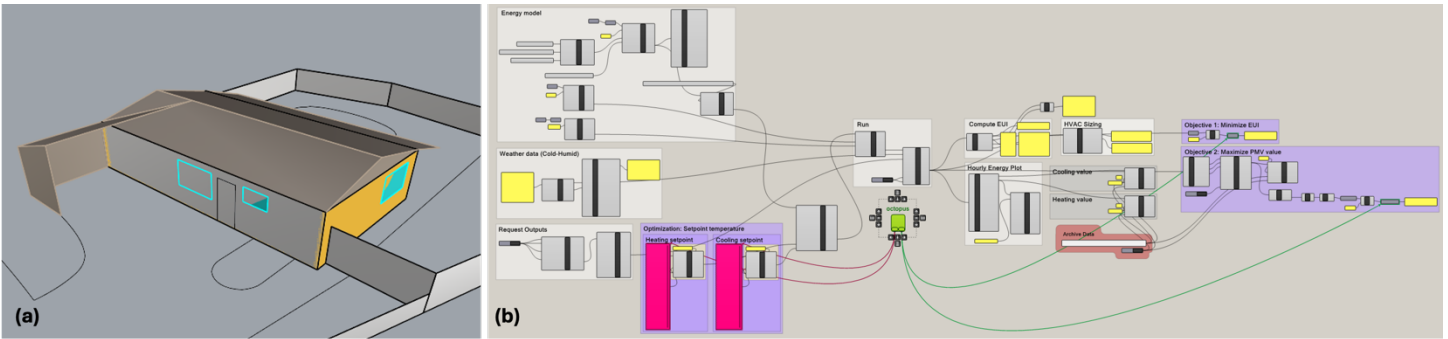 (a)
(b)
Energy model
Weather data (Cold-Humid)
Request Outputs
Optimization: Setpoint temperature
Heating setpoint
Cooling setpoint
Run
octopus
Compute EUI
HVAC Sizing
Hourly Energy Plot
Cooling value
Heating value
Archive Data
Objective 1: Minimize EUI
Objective 2: Maximize PMV value